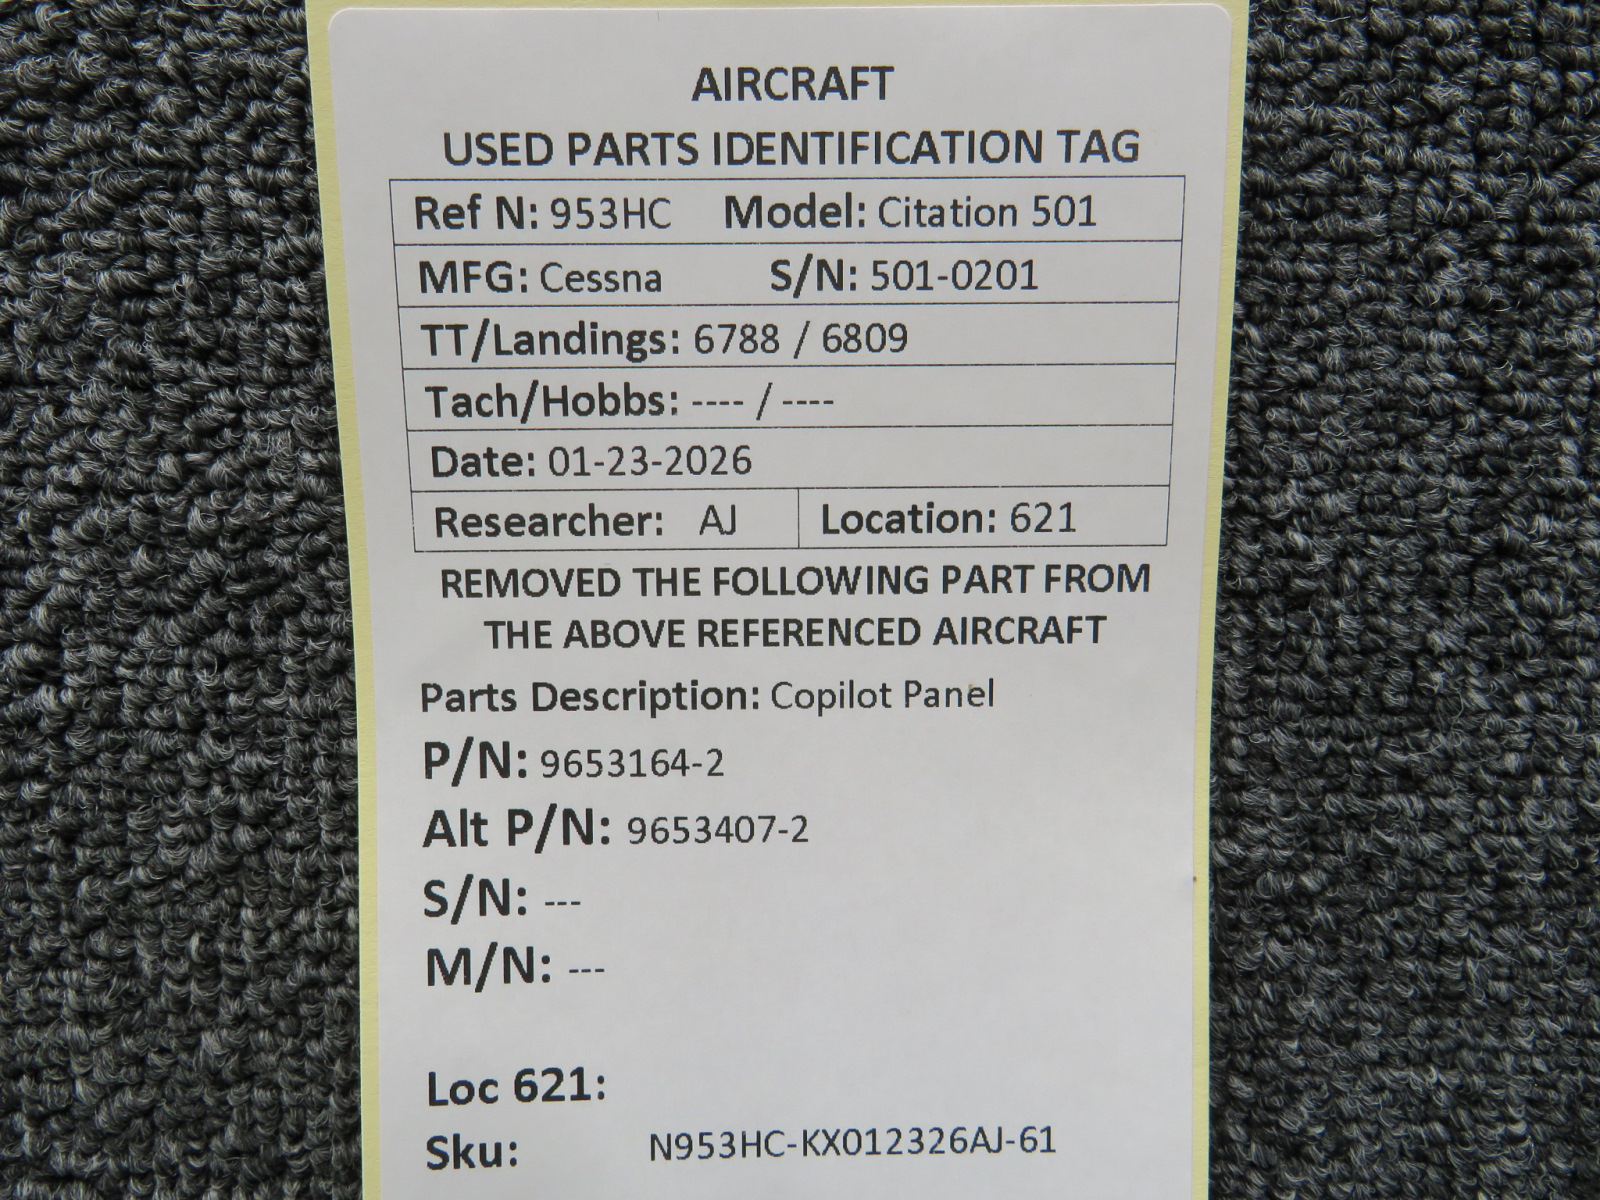 AIRCRAFT
USED PARTS IDENTIFICATION TAG
Ref N: 953HC Model: Citation 501
MFG: Cessna S/N: 501-0201
TT/Landings: 6788 / 6809
Tach/Hobbs: ---- / ----
Date: 01-23-2026
Researcher: AJ Location: 621
REMOVED THE FOLLOWING PART FROM
THE ABOVE REFERENCED AIRCRAFT
Parts Description: Copilot Panel
P/N: 9653164-2
Alt P/N: 9653407-2
S/N: ---
M/N: ---
Loc 621:
Sku: N953HC-KX012326AJ-61